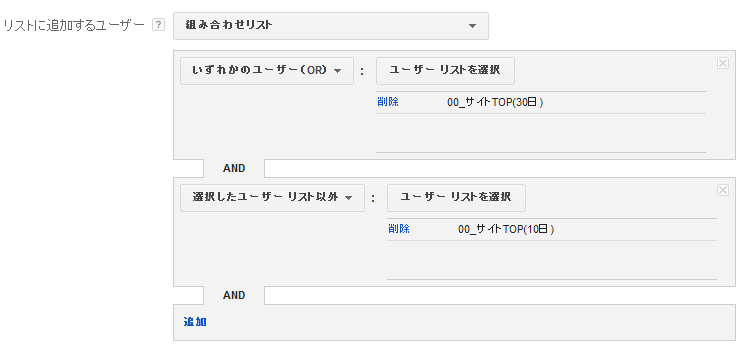 リストに追加するユーザー ? 組み合わせリスト
いずれかのユーザー(OR) : ユーザー リストを選択
削除 00_サイトTOP(30日)
AND
選択したユーザー リスト以外 : ユーザー リストを選択
削除 00_サイトTOP(10日)
AND
追加